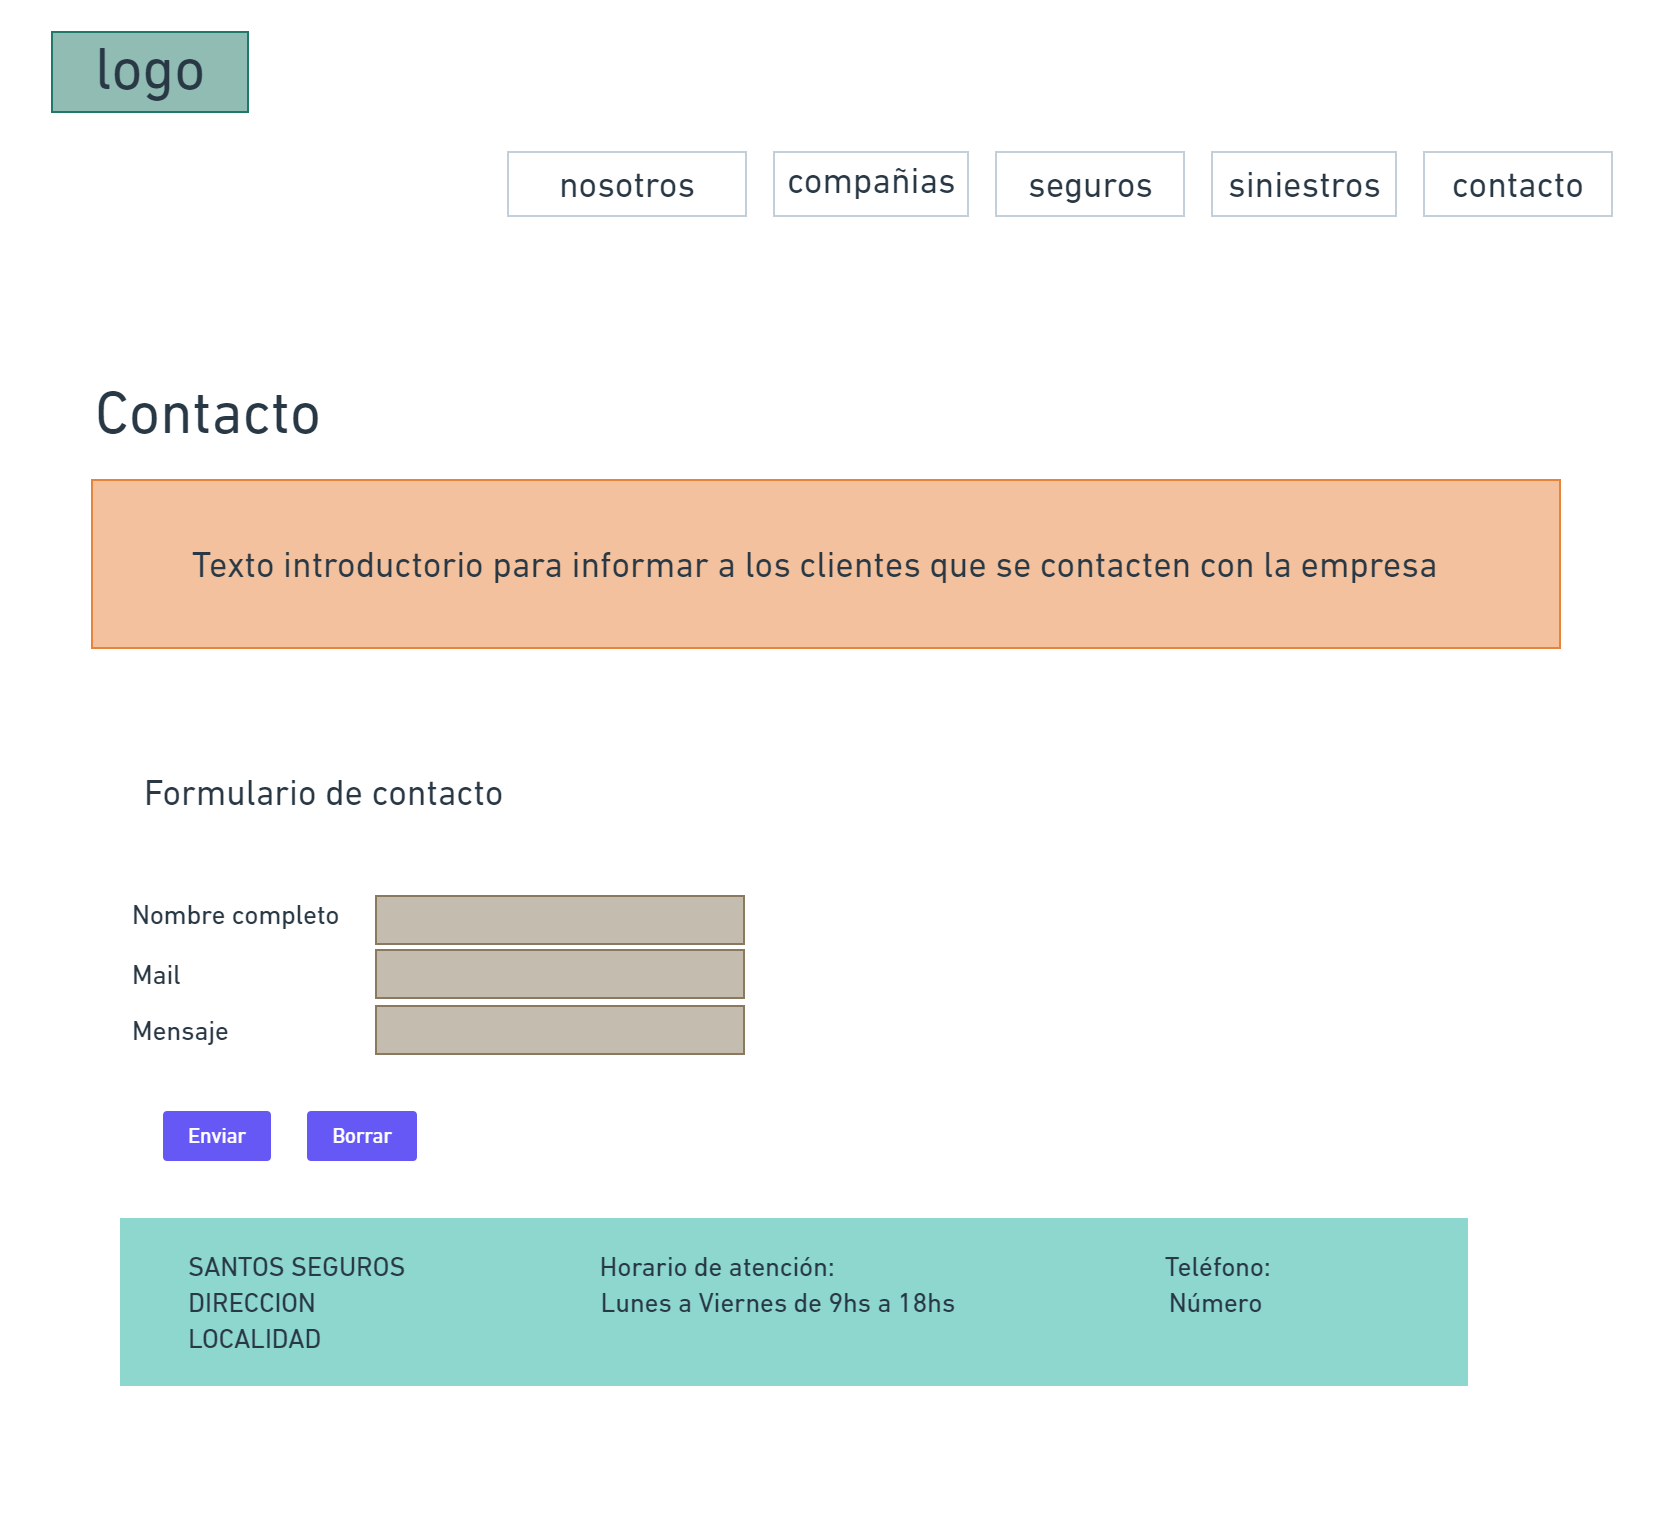 logo
nosotros
compañias
seguros
siniestros
contacto
Contacto
Texto introductorio para informar a los clientes que se contacten con la empresa
Formulario de contacto
Nombre completo
Mail
Mensaje
Enviar
Borrar
SANTOS SEGUROS
DIRECCION
LOCALIDAD
Horario de atención:
Lunes a Viernes de 9hs a 18hs
Teléfono:
Número